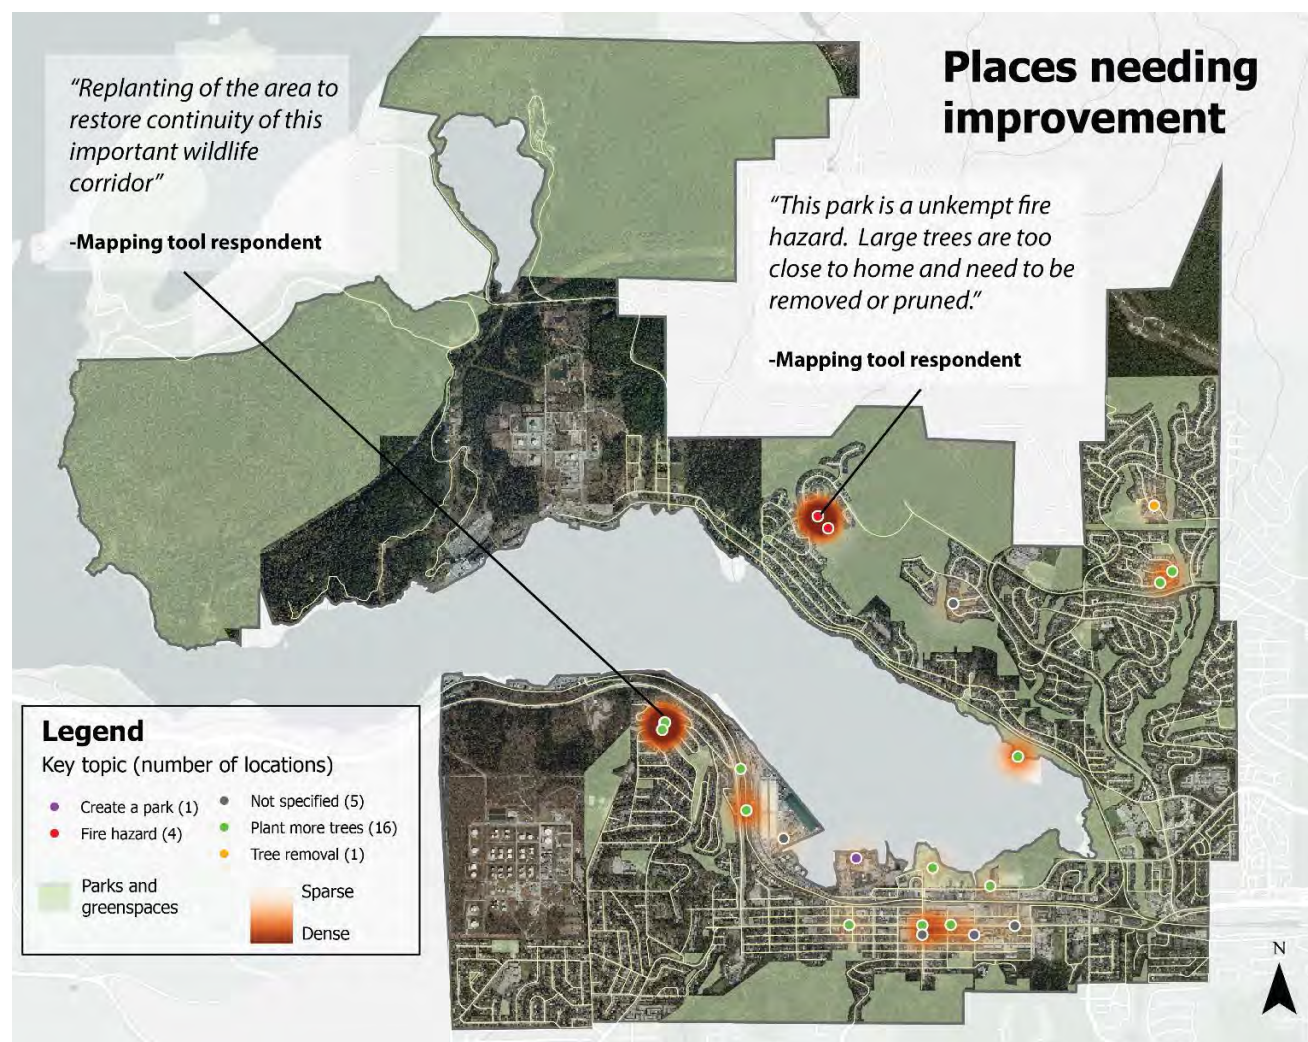 Places needing
improvement
“Replanting of the area to
restore continuity of this
important wildlife
corridor”
-Mapping tool respondent
“This park is a unkempt fire
hazard. Large trees are too
close to home and need to be
removed or pruned.”
-Mapping tool respondent
Legend
Key topic (number of locations)
Create a park (1)
Fire hazard (4)
Not specified (5)
Plant more trees (16)
Tree removal (1)
Parks and
greenspaces
Sparse
Dense
N